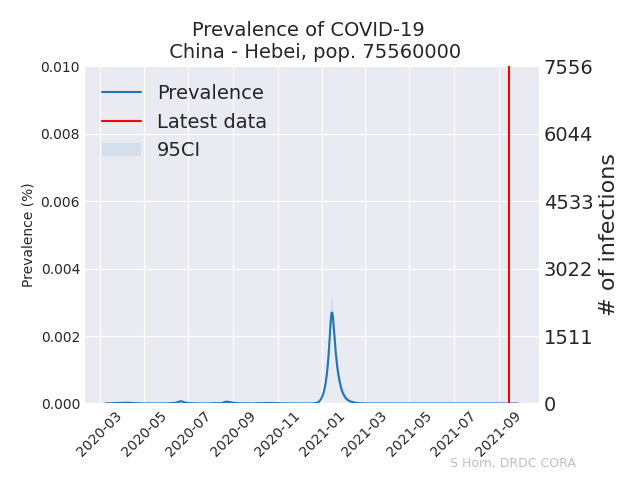 Prevalence of COVID-19
China - Hebei, pop. 75560000
Prevalence
Latest data
95CI
Prevalence (%)
0.010
0.008
0.006
0.004
0.002
0.000
7556
6044
4533
3022
1511
0
# of infections
2020-03
2020-05
2020-07
2020-09
2020-11
2021-01
2021-03
2021-05
2021-07
2021-09
S Horn, DRDC CORA